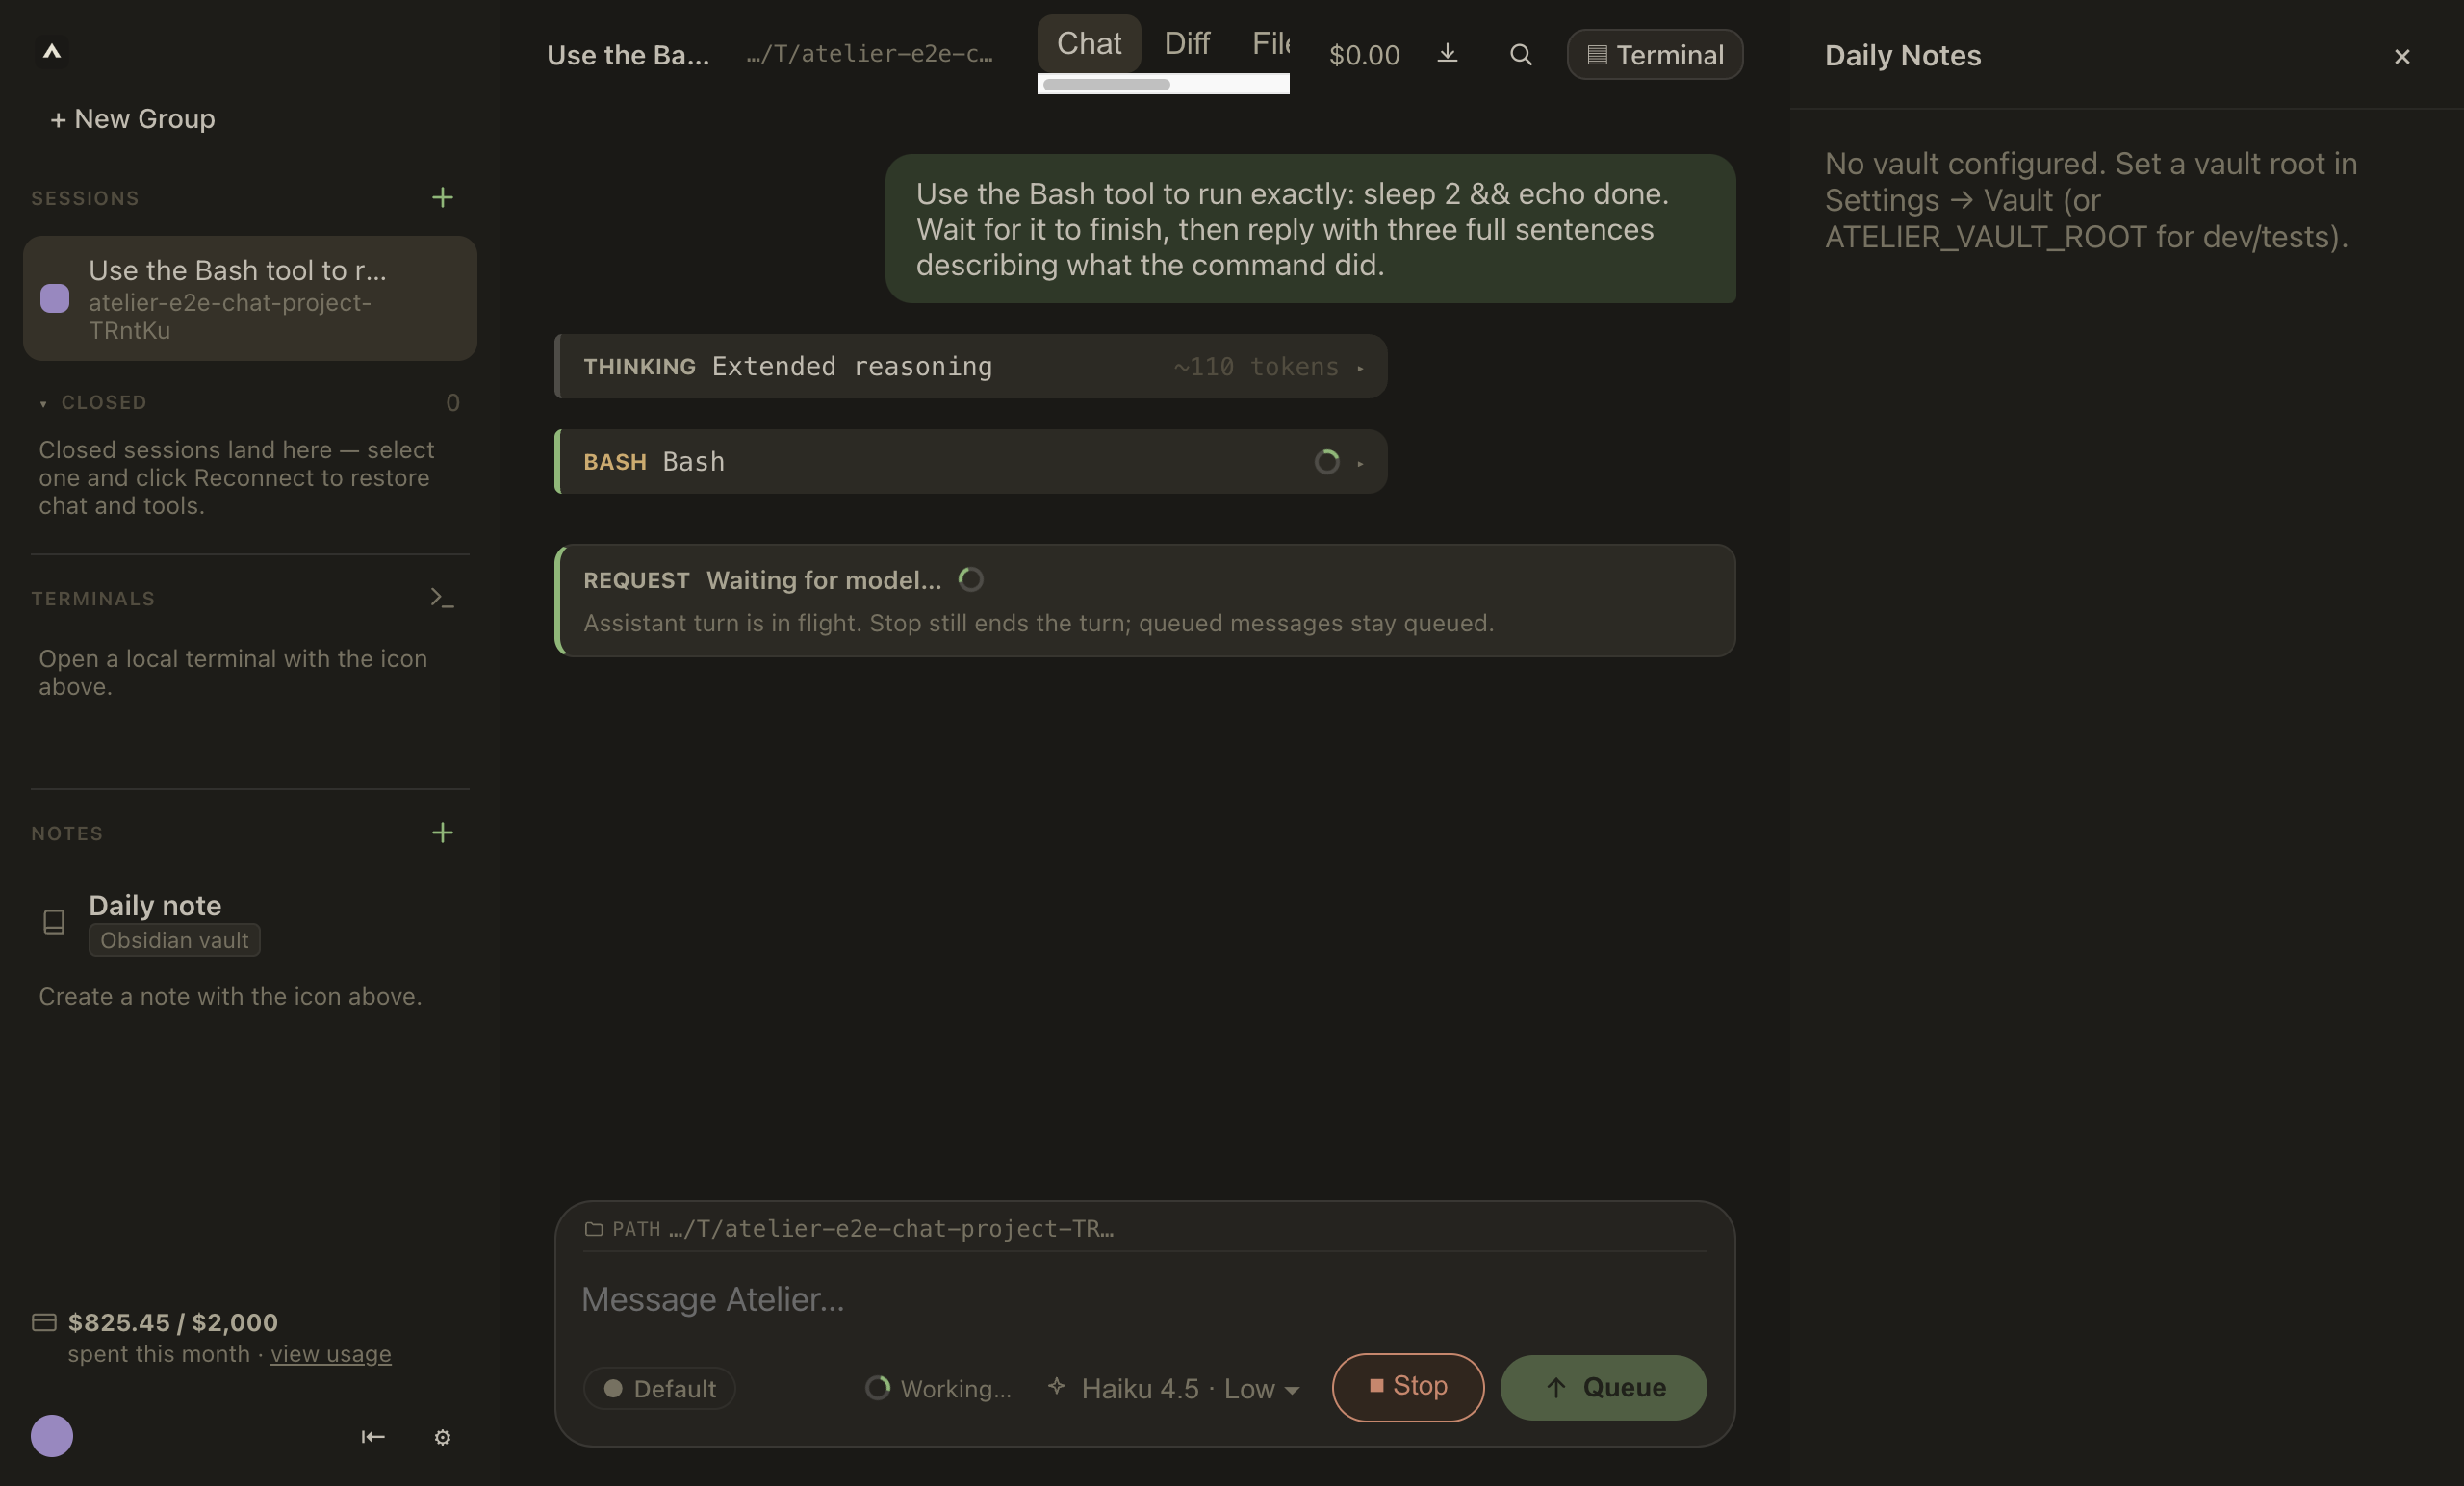 + New Group
SESSIONS
Use the Bash tool to r...
atelier-e2e-chat-project-
TRntKu
CLOSED 0
Closed sessions land here — select
one and click Reconnect to restore
chat and tools.
TERMINALS
Open a local terminal with the icon
above.
NOTES
Daily note
Obsidian vault
Create a note with the icon above.
$825.45 / $2,000
spent this month · view usage
Use the Ba... …/T/atelier-e2e-c… Chat Diff File $0.00 Terminal
Use the Bash tool to run exactly: sleep 2 && echo done.
Wait for it to finish, then reply with three full sentences
describing what the command did.
THINKING Extended reasoning ~110 tokens
BASH Bash
REQUEST Waiting for model...
Assistant turn is in flight. Stop still ends the turn; queued messages stay queued.
PATH …/T/atelier-e2e-chat-project-TR…
Message Atelier...
Default Working... Haiku 4.5 · Low Stop Queue
Daily Notes
No vault configured. Set a vault root in
Settings → Vault (or
ATELIER_VAULT_ROOT for dev/tests).